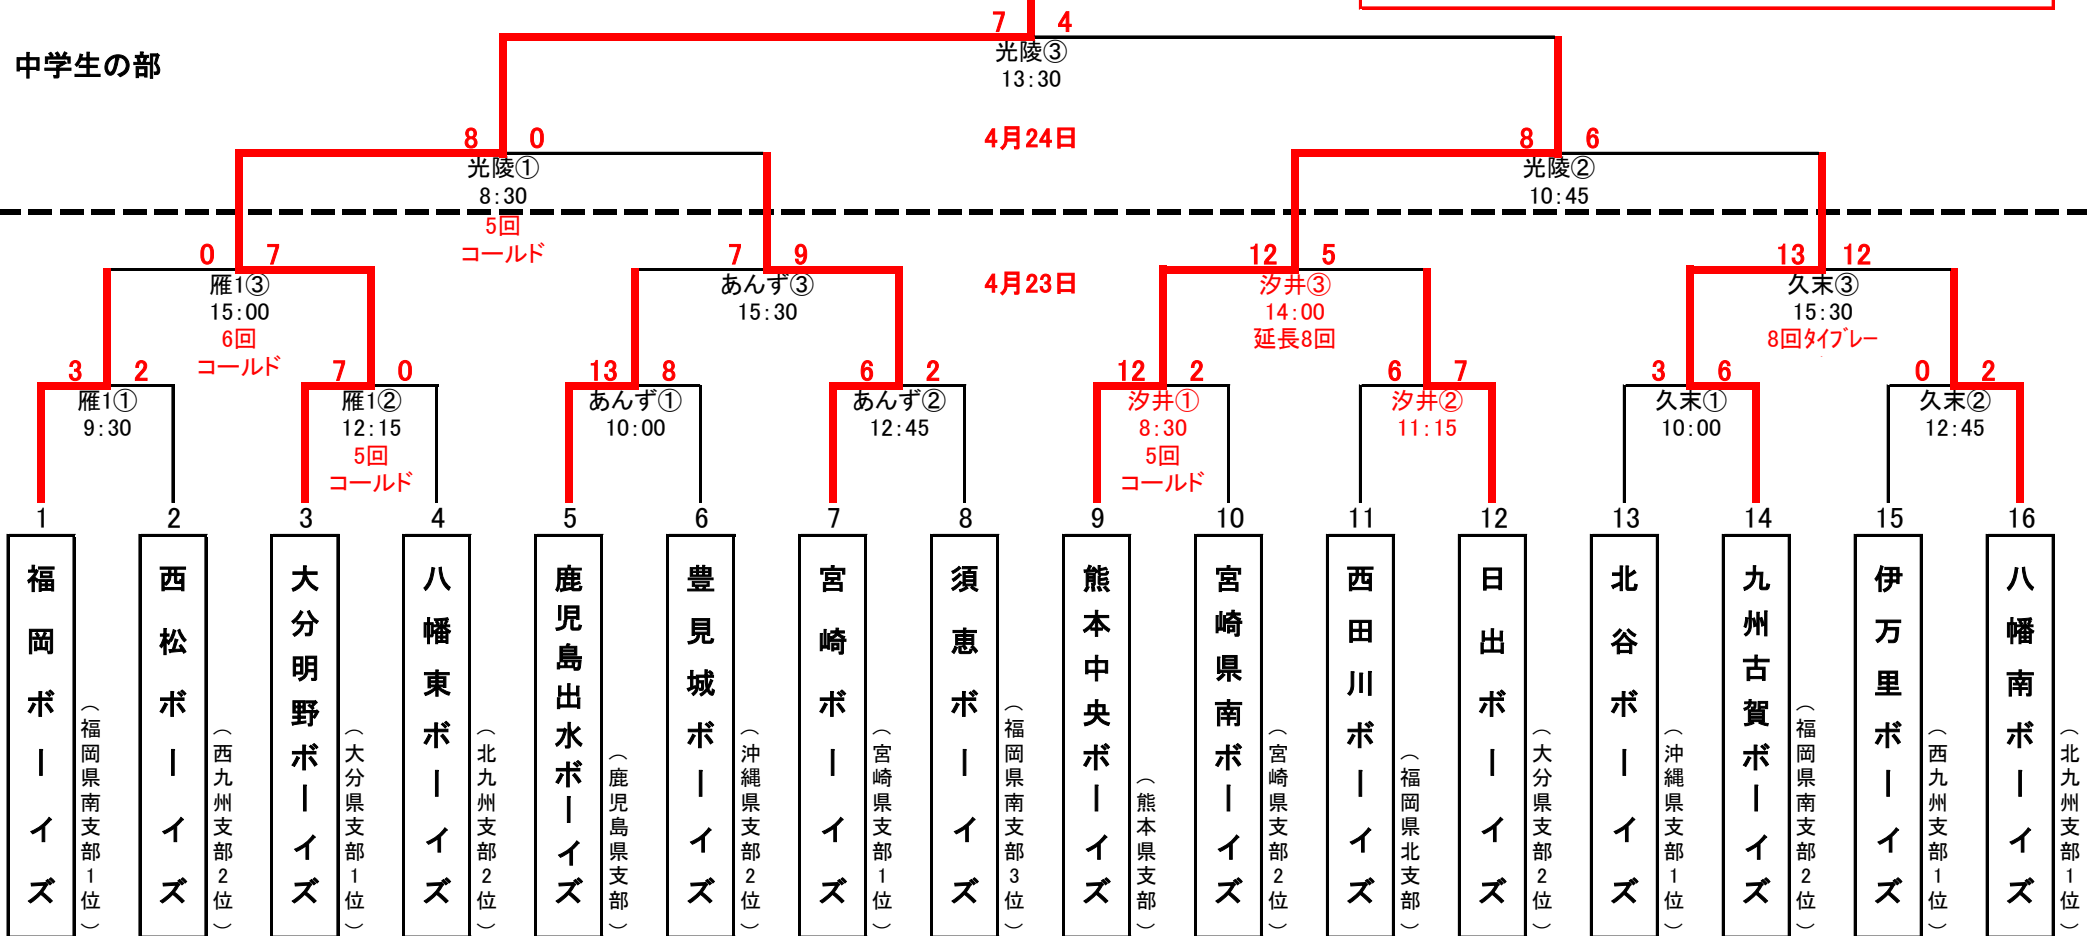 7 4
光陵③
13:30
中学生の部
8 0
4月24日
8 6
光陵①
8:30
5回
コールド
光陵②
10:45
0 7
7 9
4月23日
12 5
13 12
雁1③
15:00
6回
コールド
あんず③
15:30
汐井③
14:00
延長8回
久末③
15:30
8回タイブレー
3 2
7 0
13 8
6 2
12 2
6 7
3 6
0 2
雁1①
9:30
雁1②
12:15
5回
コールド
あんず①
10:00
あんず②
12:45
汐井①
8:30
5回
コールド
汐井②
11:15
久末①
10:00
久末②
12:45
1 2 3 4 5 6 7 8 9 10 11 12 13 14 15 16
福岡ボーイズ
（福岡県南支部1位）
西松ボーイズ
（西九州支部2位）
大分明野ボーイズ
（大分県支部1位）
八幡東ボーイズ
（北九州支部2位）
鹿児島出水ボーイズ
（鹿児島県支部）
豊見城ボーイズ
（沖縄県支部2位）
宮崎ボーイズ
（宮崎県支部1位）
須恵ボーイズ
（福岡県南支部3位）
熊本中央ボーイズ
（熊本県支部）
宮崎県南ボーイズ
（宮崎県支部2位）
西田川ボーイズ
（福岡県北支部）
日出ボーイズ
（大分県支部2位）
北谷ボーイズ
（沖縄県支部1位）
九州古賀ボーイズ
（福岡県南支部2位）
伊万里ボーイズ
（西九州支部1位）
八幡南ボーイズ
（北九州支部1位）